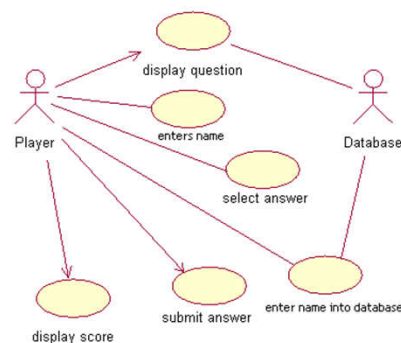 display question
enters name
Player
Database
select answer
enter name into database
submit answer
display score